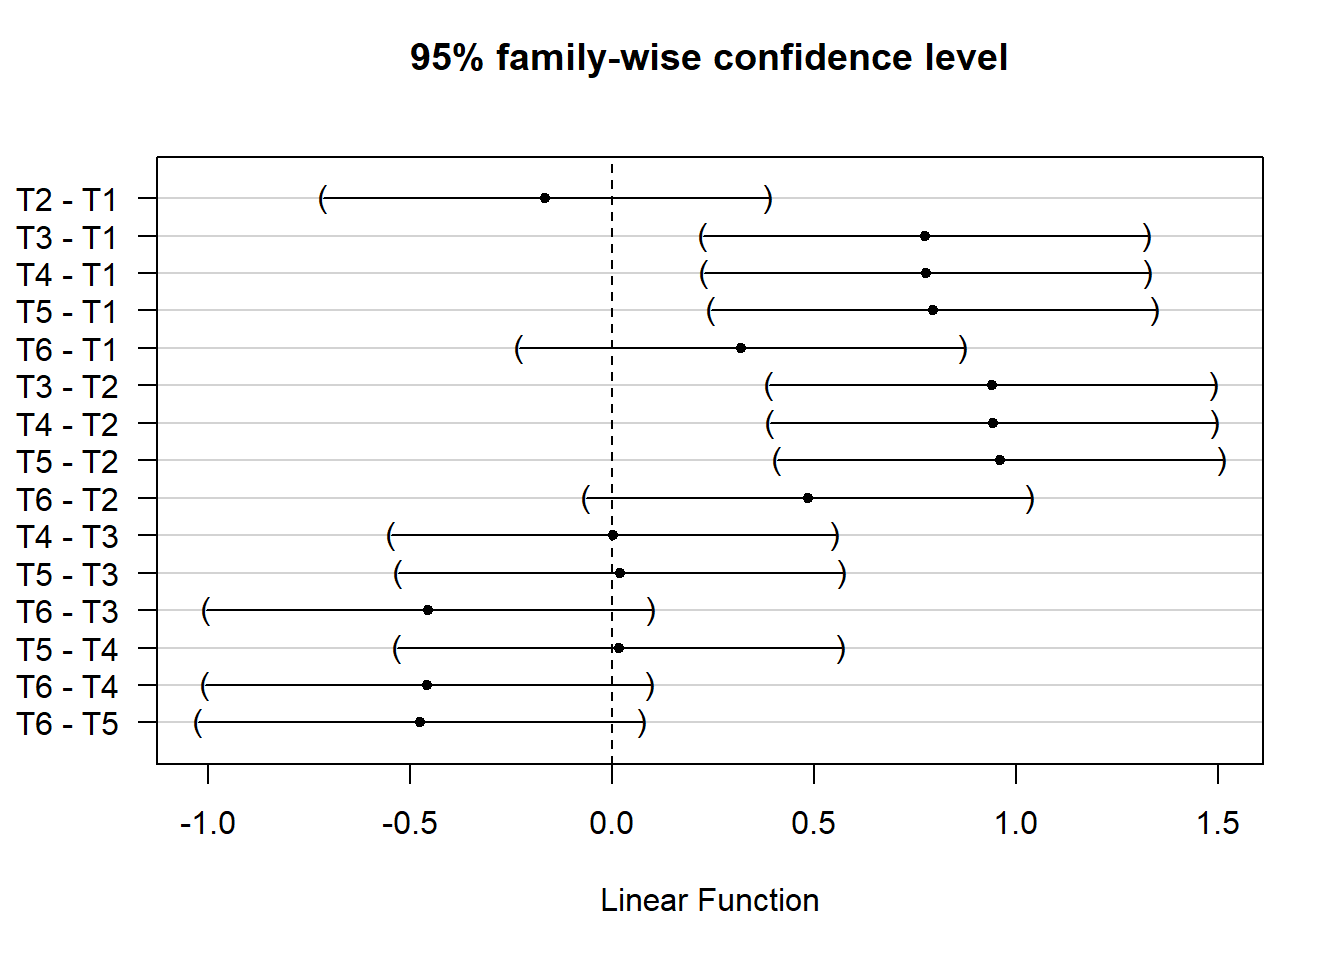 95% family-wise confidence level
T2 - T1
T3 - T1
T4 - T1
T5 - T1
T6 - T1
T3 - T2
T4 - T2
T5 - T2
T6 - T2
T4 - T3
T5 - T3
T6 - T3
T5 - T4
T6 - T4
T6 - T5
-1.0 -0.5 0.0 0.5 1.0 1.5
Linear Function